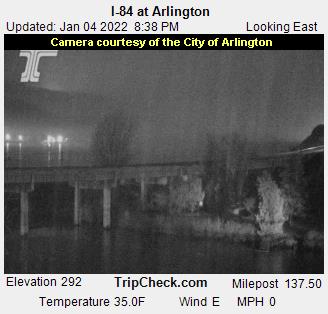 I-84 at Arlington
Updated: Jan 04 2022 8:38 PM Looking East
Camera courtesy of the City of Arlington
Elevation 292 TripCheck.com Milepost 137.50
Temperature 35.0F Wind E MPH 0